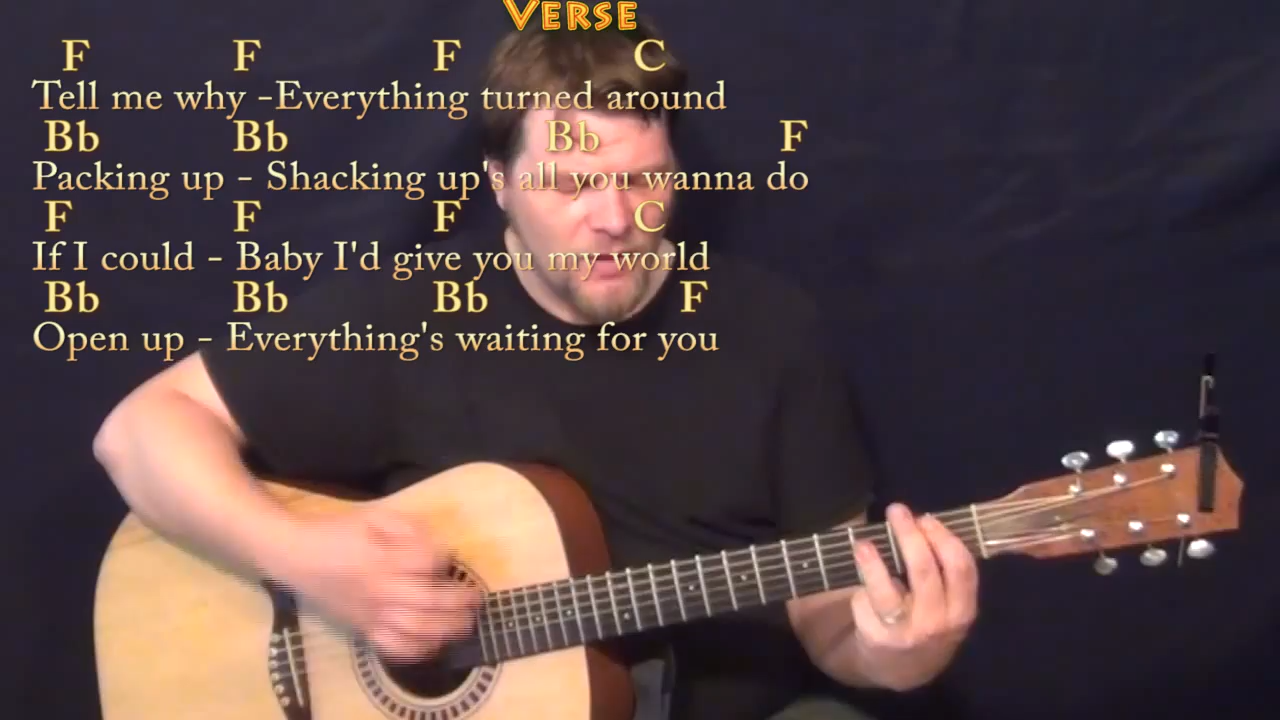 VERSE
F F F C
Tell me why -Everything turned around
Bb Bb Bb F
Packing up - Shacking up's all you wanna do
F F F C
If I could - Baby I'd give you my world
Bb Bb Bb F
Open up - Everything's waiting for you